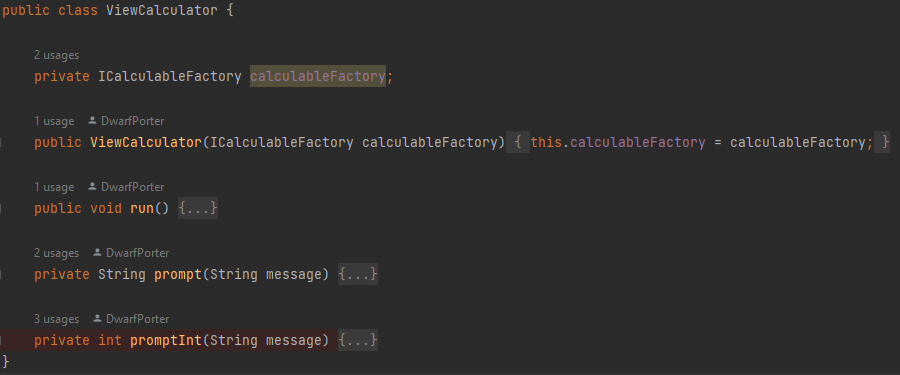 public class ViewCalculator {
2 usages
private ICalculableFactory calculableFactory;
1 usage DwarfPorter
public ViewCalculator(ICalculableFactory calculableFactory) { this.calculableFactory = calculableFactory; }
1 usage DwarfPorter
public void run() {...}
2 usages DwarfPorter
private String prompt(String message) {...}
3 usages DwarfPorter
private int promptInt(String message) {...}
}